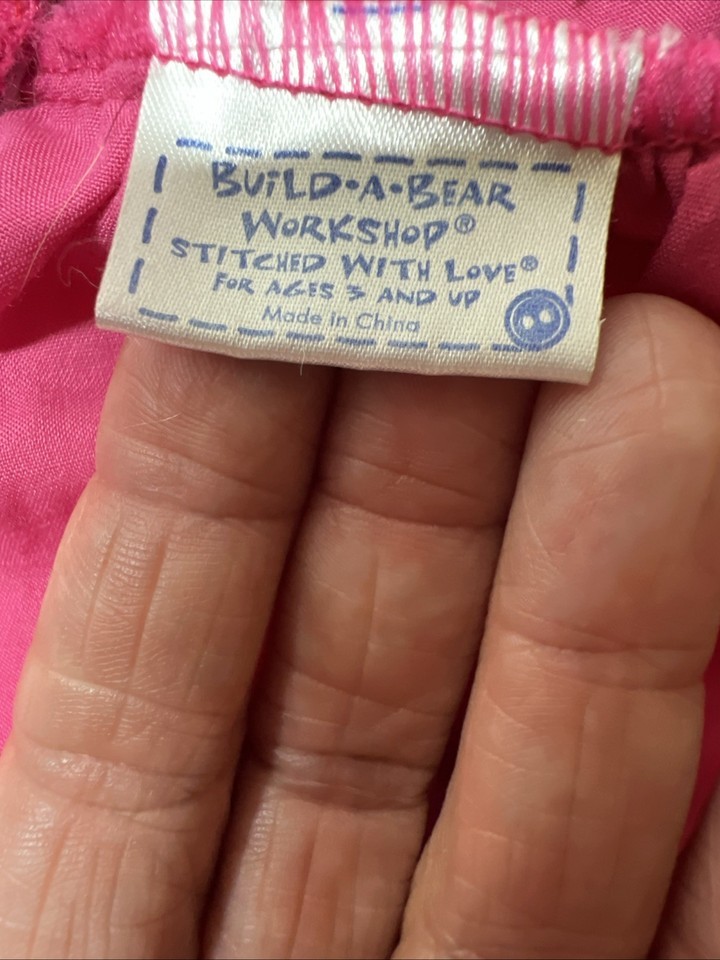 BUILD•A•BEAR
WORKSHOP®
STITCHED WITH LOVE®
FOR AGES 3 AND UP
Made in China